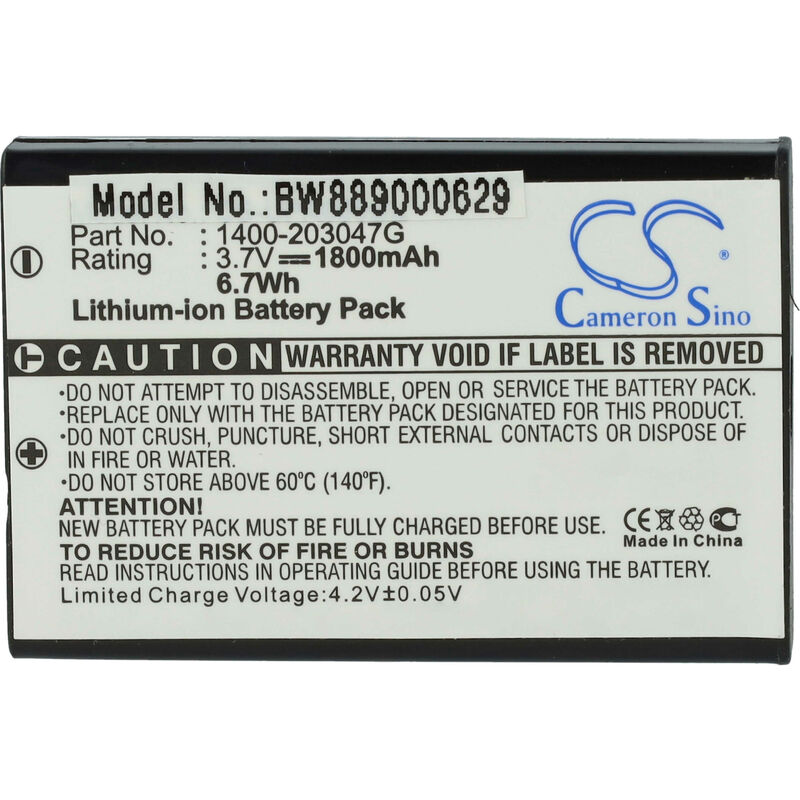 Model No.:BW889000629
Part No. : 1400-203047G
Rating : 3.7V⎓1800mAh
6.7Wh
Lithium-ion Battery Pack
CS
Cameron Sino
CAUTION WARRANTY VOID IF LABEL IS REMOVED
•DO NOT ATTEMPT TO DISASSEMBLE, OPEN OR SERVICE THE BATTERY PACK.
•REPLACE ONLY WITH THE BATTERY PACK DESIGNATED FOR THIS PRODUCT.
•DO NOT CRUSH, PUNCTURE, SHORT EXTERNAL CONTACTS OR DISPOSE OF
IN FIRE OR WATER.
•DO NOT STORE ABOVE 60°C (140°F).
ATTENTION!
NEW BATTERY PACK MUST BE FULLY CHARGED BEFORE USE.
TO REDUCE RISK OF FIRE OR BURNS
READ INSTRUCTIONS IN OPERATING GUIDE BEFORE USING BATTERY.
Limited Charge Voltage:4.2V±0.05V
CE
Made In China